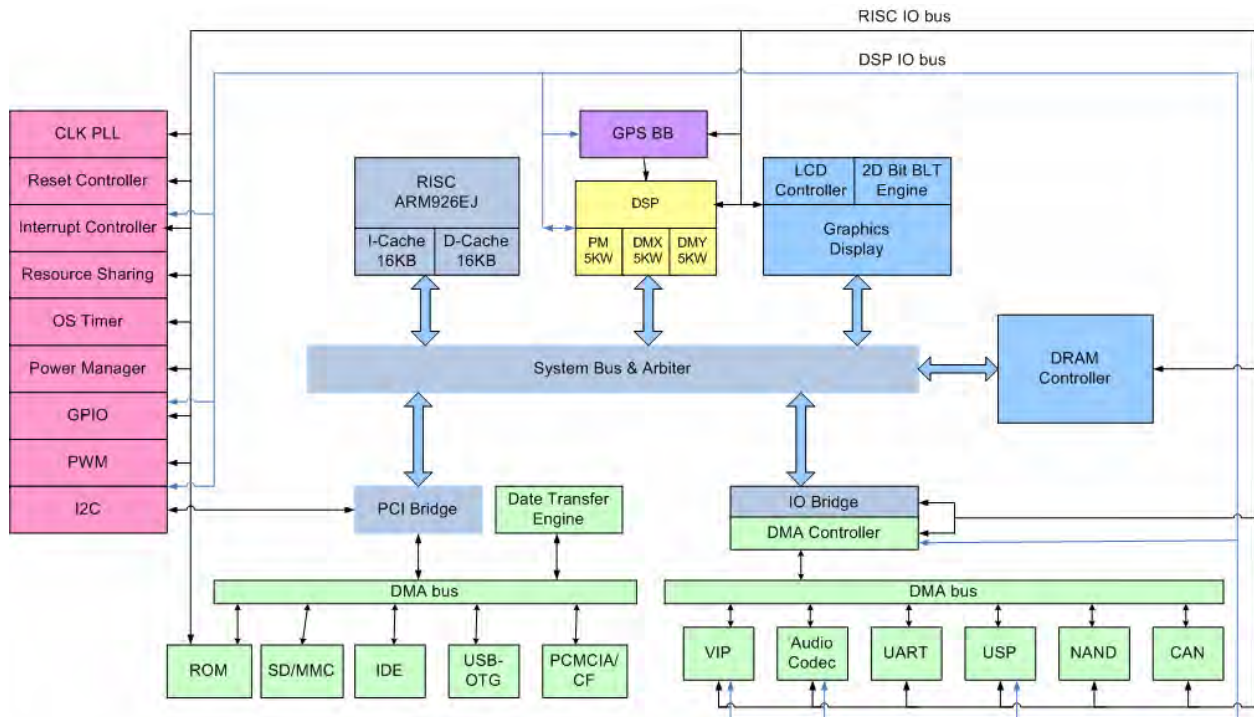 RISC IO bus
DSP IO bus
CLK PLL
Reset Controller
Interrupt Controller
Resource Sharing
OS Timer
Power Manager
GPIO
PWM
I2C
RISC
ARM926EJ
I-Cache
16KB
D-Cache
16KB
GPS BB
DSP
PM
5KW
DMX
5KW
DMY
5KW
LCD
Controller
2D Bit BLT
Engine
Graphics
Display
System Bus & Arbiter
DRAM
Controller
PCI Bridge
Date Transfer
Engine
IO Bridge
DMA Controller
DMA bus
DMA bus
ROM
SD/MMC
IDE
USB-
OTG
PCMCIA/
CF
VIP
Audio
Codec
UART
USP
NAND
CAN